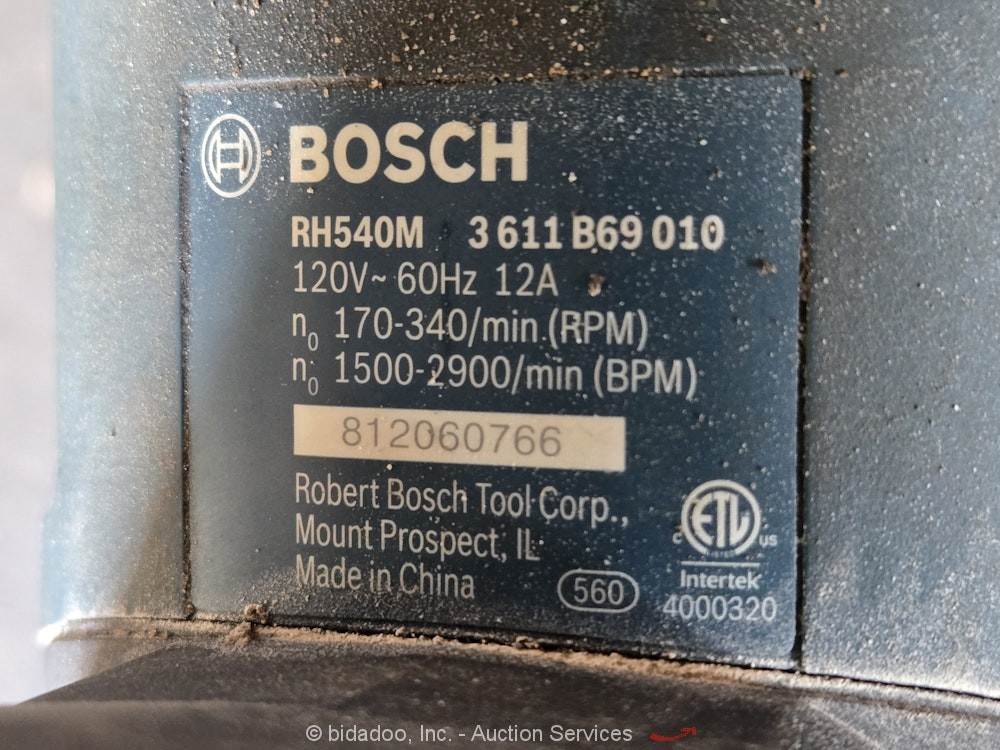 BOSCH
RH540M 3 611 B69 010
120V~ 60Hz 12A
n₀ 170-340/min (RPM)
n₀ 1500-2900/min (BPM)
812060766
Robert Bosch Tool Corp.,
Mount Prospect, IL
Made in China
560
ETL
c us
LISTED
Intertek
4000320
© bidadoo, Inc. - Auction Services